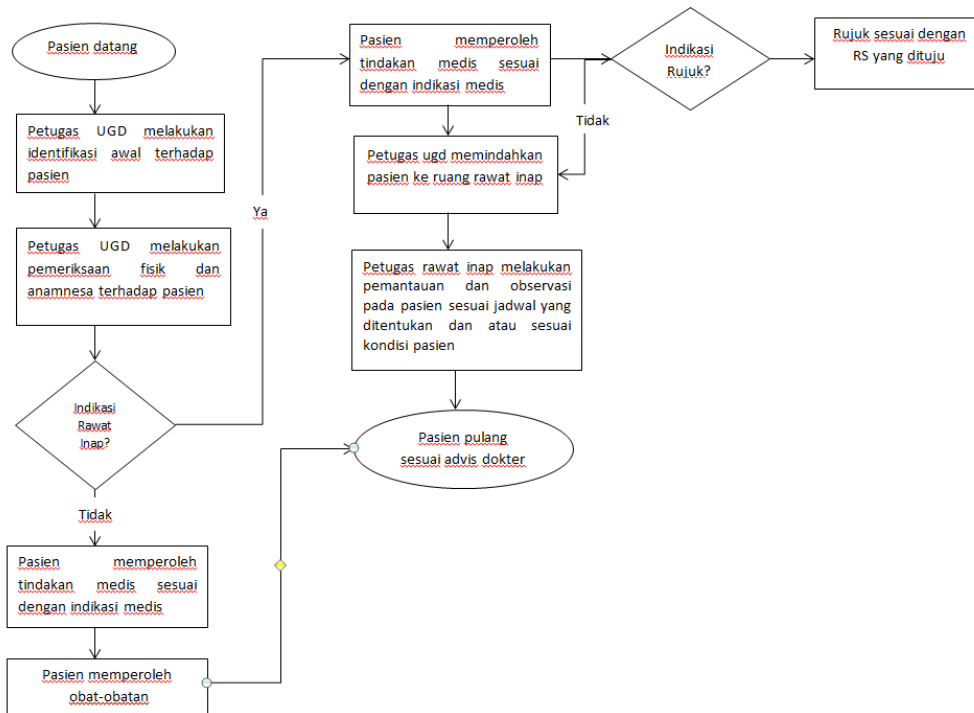 Pasien datang
Petugas UGD melakukan
identifikasi awal terhadap
pasien
Petugas UGD melakukan
pemeriksaan fisik dan
anamnesa terhadap pasien
Indikasi
Rawat
Inap?
Ya
Tidak
Pasien memperoleh
tindakan medis sesuai
dengan indikasi medis
Pasien memperoleh
obat-obatan
Pasien memperoleh
tindakan medis sesuai
dengan indikasi medis
Indikasi
Rujuk?
Rujuk sesuai dengan
RS yang dituju
Tidak
Petugas ugd memindahkan
pasien ke ruang rawat inap
Petugas rawat inap melakukan
pemantauan dan observasi
pada pasien sesuai jadwal yang
ditentukan dan atau sesuai
kondisi pasien
Pasien pulang
sesuai advis dokter